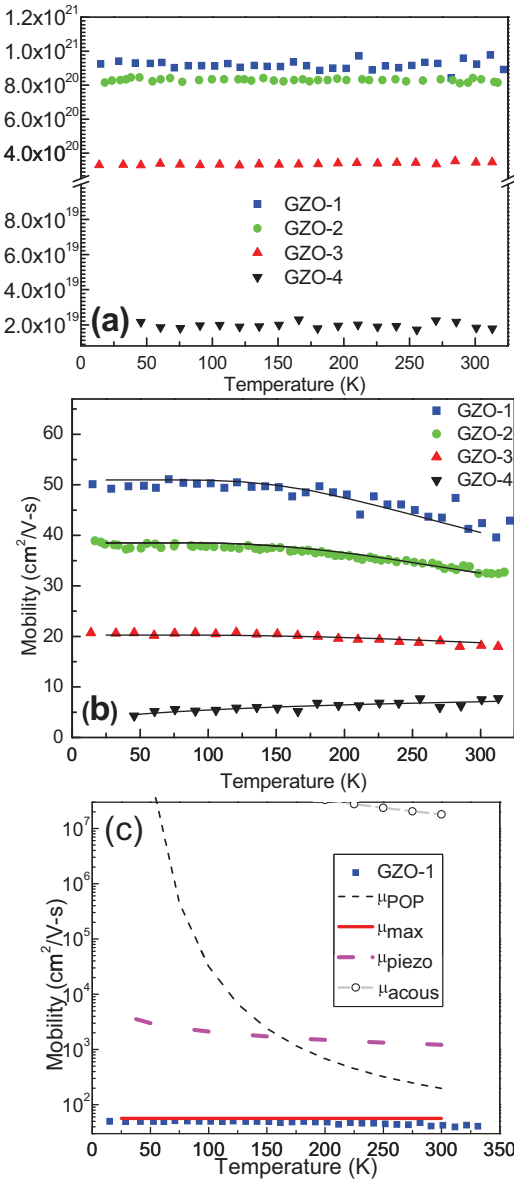 1.2x10^21
1.0x10^21
8.0x10^20
6.0x10^20
4.0x10^20
8.0x10^19
6.0x10^19
4.0x10^19
2.0x10^19
GZO-1
GZO-2
GZO-3
GZO-4
(a)
0 50 100 150 200 250 300
Temperature (K)
Mobility (cm^2/V-s)
60
50
40
30
20
10
0
GZO-1
GZO-2
GZO-3
GZO-4
(b)
0 50 100 150 200 250 300
Temperature (K)
(c)
Mobility (cm^2/V-s)
10^7
10^6
10^5
10^4
10^3
10^2
GZO-1
μ_POP
μ_max
μ_piezo
μ_acous
0 50 100 150 200 250 300 350
Temperature (K)